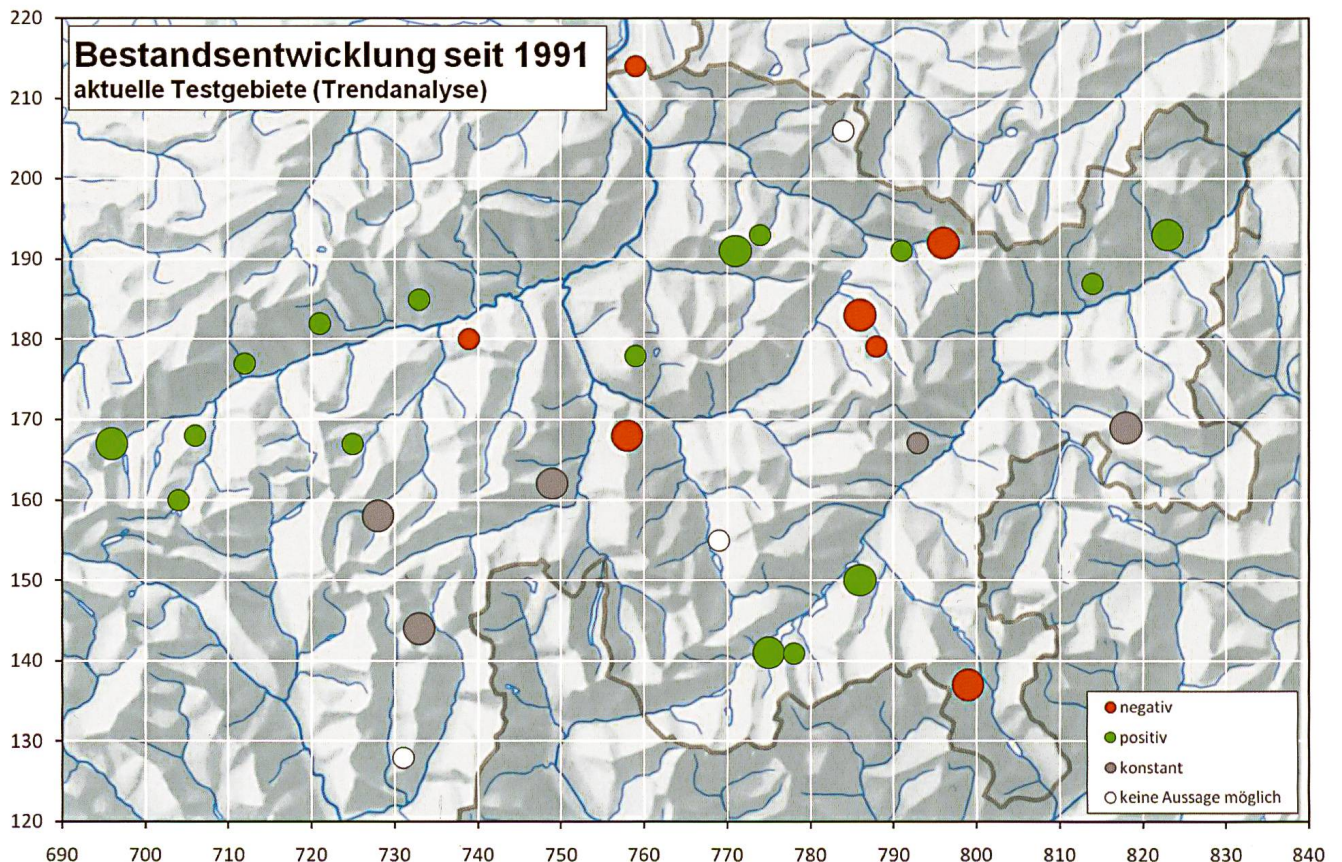 Bestandsentwicklung seit 1991
aktuelle Testgebiete (Trendanalyse)
220
210
200
190
180
170
160
150
140
130
120
negativ
positiv
konstant
keine Aussage möglich
690 700 710 720 730 740 750 760 770 780 790 800 810 820 830 840